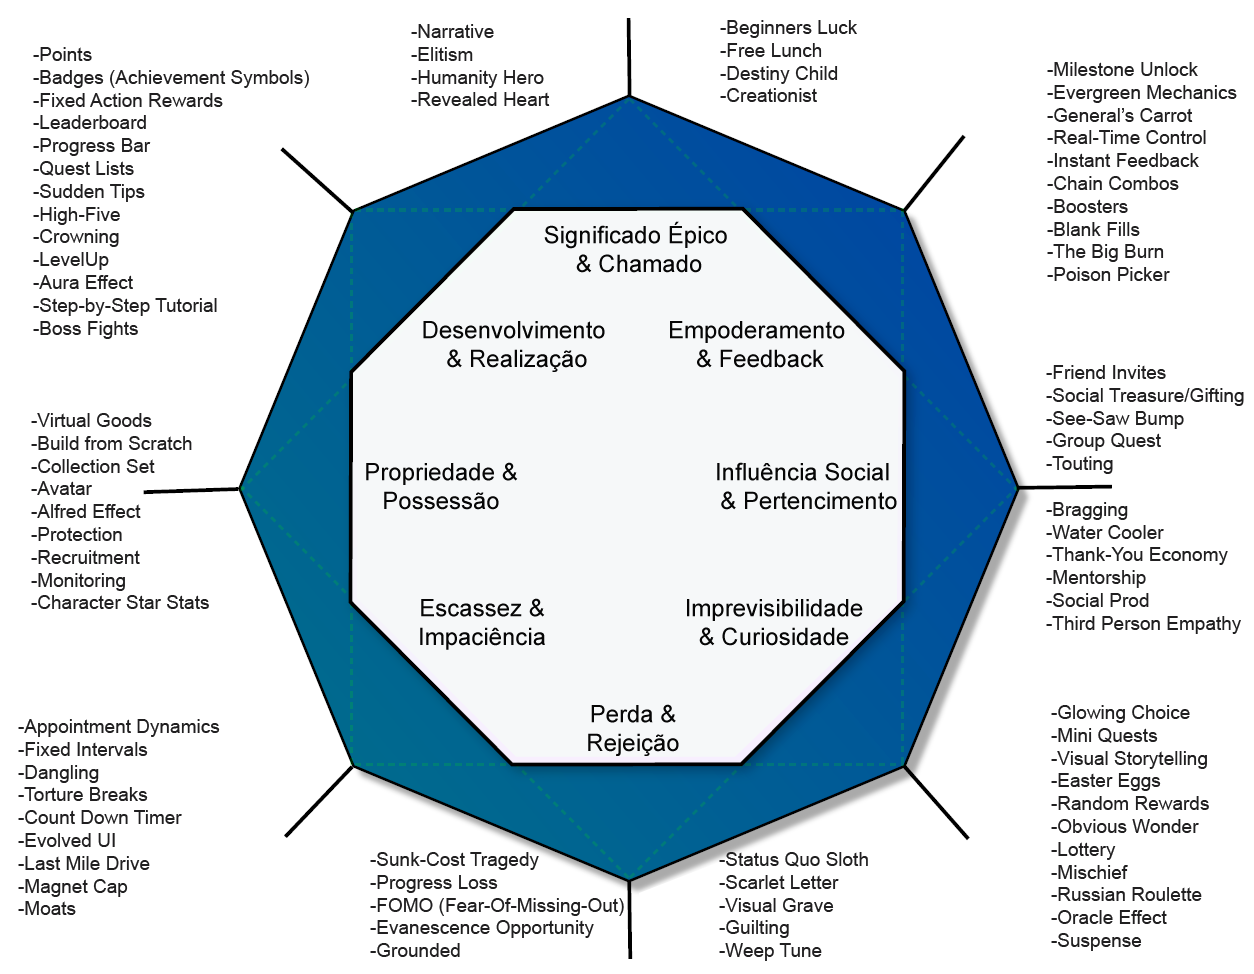 -Narrative
-Elitism
-Humanity Hero
-Revealed Heart
-Beginners Luck
-Free Lunch
-Destiny Child
-Creationist
-Points
-Badges (Achievement Symbols)
-Fixed Action Rewards
-Leaderboard
-Progress Bar
-Quest Lists
-Sudden Tips
-High-Five
-Crowning
-LevelUp
-Aura Effect
-Step-by-Step Tutorial
-Boss Fights
-Milestone Unlock
-Evergreen Mechanics
-General's Carrot
-Real-Time Control
-Instant Feedback
-Chain Combos
-Boosters
-Blank Fills
-The Big Burn
-Poison Picker
Significado Épico
& Chamado
Desenvolvimento
& Realização
Empoderamento
& Feedback
Propriedade &
Possessão
Influência Social
& Pertencimento
Escassez &
Impaciência
Imprevisibilidade
& Curiosidade
Perda &
Rejeição
-Virtual Goods
-Build from Scratch
-Collection Set
-Avatar
-Alfred Effect
-Protection
-Recruitment
-Monitoring
-Character Star Stats
-Friend Invites
-Social Treasure/Gifting
-See-Saw Bump
-Group Quest
-Touting
-Bragging
-Water Cooler
-Thank-You Economy
-Mentorship
-Social Prod
-Third Person Empathy
-Appointment Dynamics
-Fixed Intervals
-Dangling
-Torture Breaks
-Count Down Timer
-Evolved UI
-Last Mile Drive
-Magnet Cap
-Moats
-Sunk-Cost Tragedy
-Progress Loss
-FOMO (Fear-Of-Missing-Out)
-Evanescence Opportunity
-Grounded
-Status Quo Sloth
-Scarlet Letter
-Visual Grave
-Guilting
-Weep Tune
-Glowing Choice
-Mini Quests
-Visual Storytelling
-Easter Eggs
-Random Rewards
-Obvious Wonder
-Lottery
-Mischief
-Russian Roulette
-Oracle Effect
-Suspense